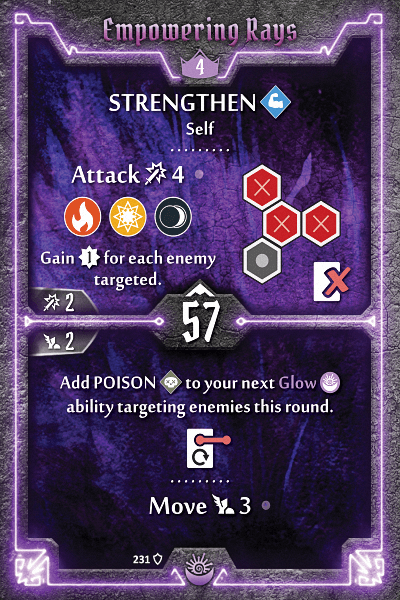 Empowering Rays
4
STRENGTHEN
Self
Attack 4
Gain 1 for each enemy
targeted.
2
57
2
Add POISON to your next Glow
ability targeting enemies this round.
Move 3
231